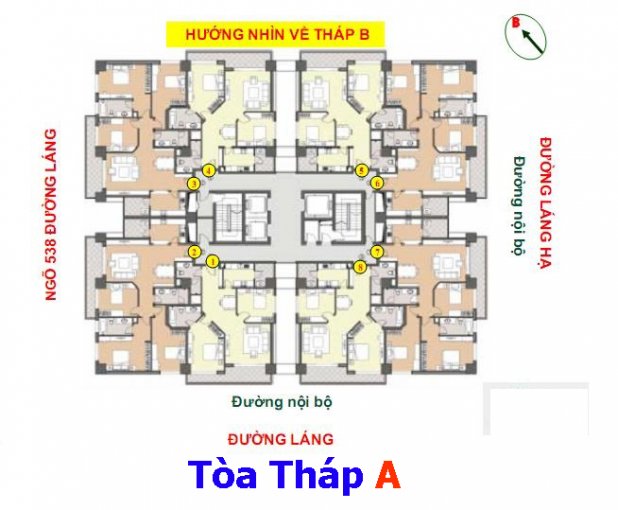 HƯỚNG NHÌN VỀ THÁP B
B
NGÕ 538 ĐƯỜNG LÁNG
4
3
5
6
ĐƯỜNG LÁNG HẠ
Đường nội bộ
2
1
7
8
Đường nội bộ
ĐƯỜNG LÁNG
Tòa Tháp A